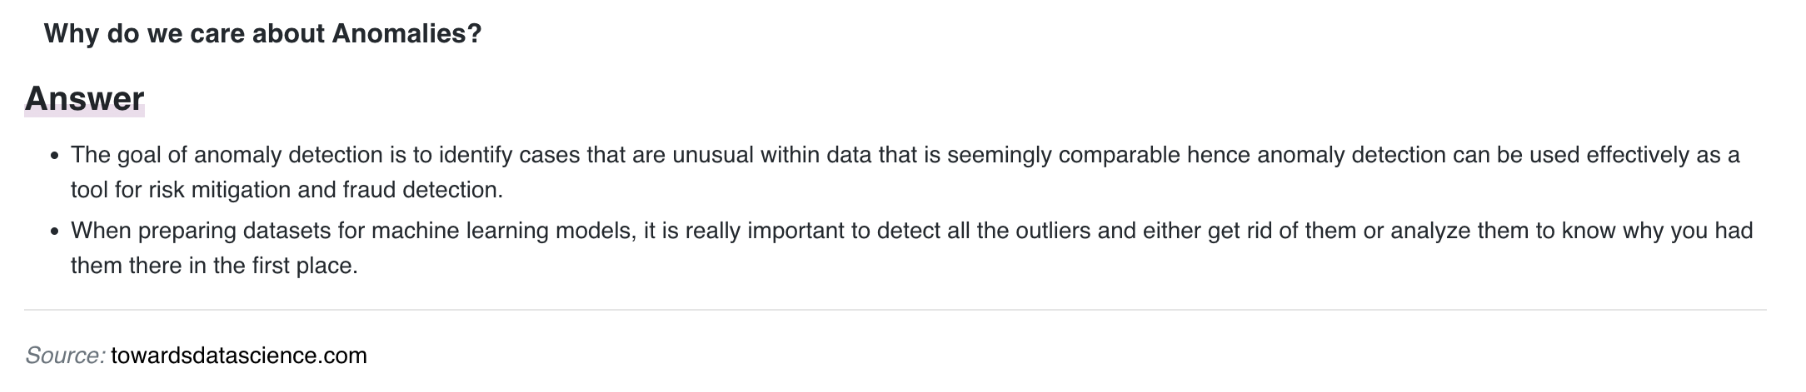 Why do we care about Anomalies?
Answer
• The goal of anomaly detection is to identify cases that are unusual within data that is seemingly comparable hence anomaly detection can be used effectively as a
tool for risk mitigation and fraud detection.
• When preparing datasets for machine learning models, it is really important to detect all the outliers and either get rid of them or analyze them to know why you had
them there in the first place.
Source: towardsdatascience.com